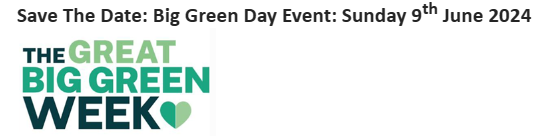 Save The Date: Big Green Day Event: Sunday 9th June 2024
THE GREAT
BIG GREEN
WEEK